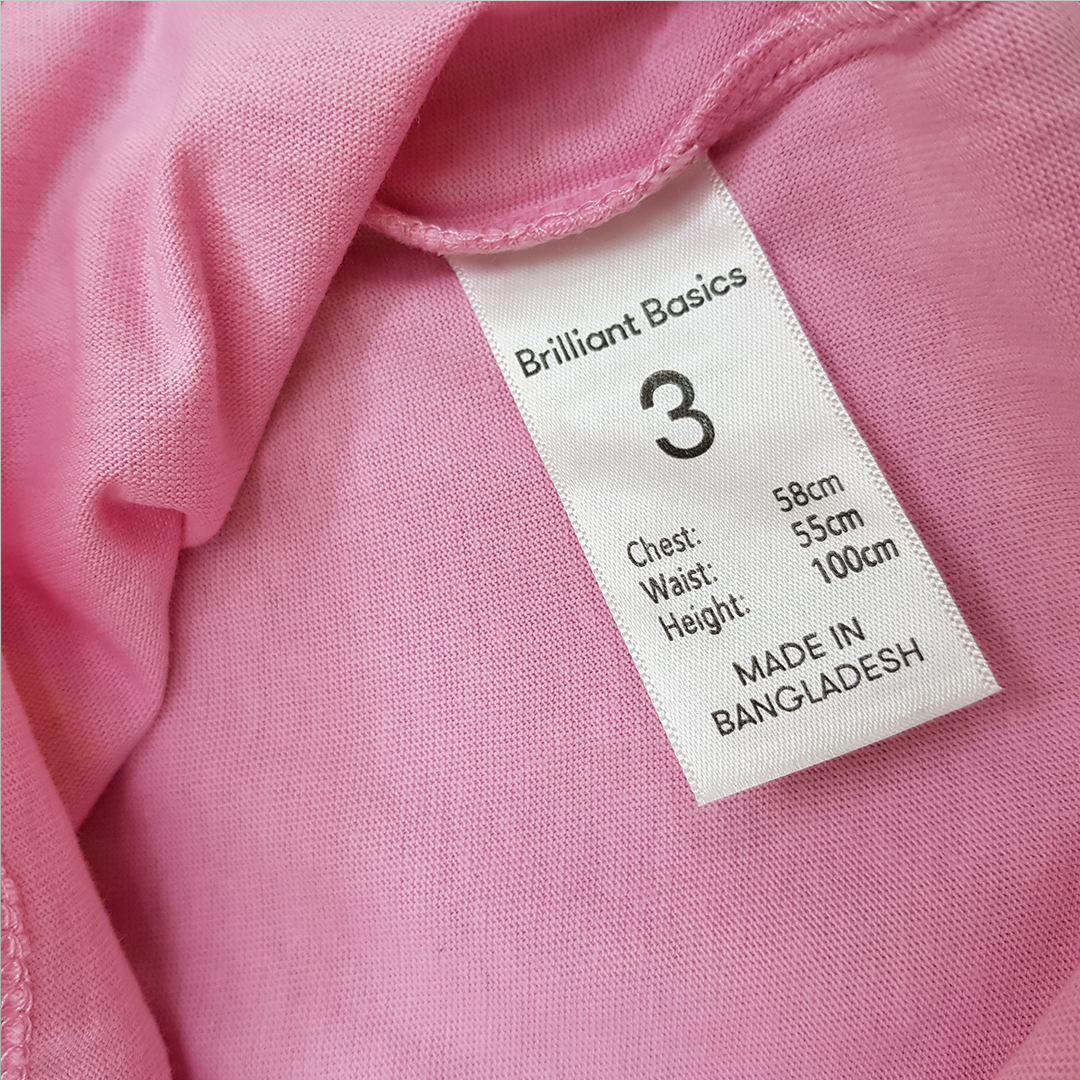 Brilliant Basics
3
Chest: 58cm
Waist: 55cm
Height: 100cm
MADE IN
BANGLADESH